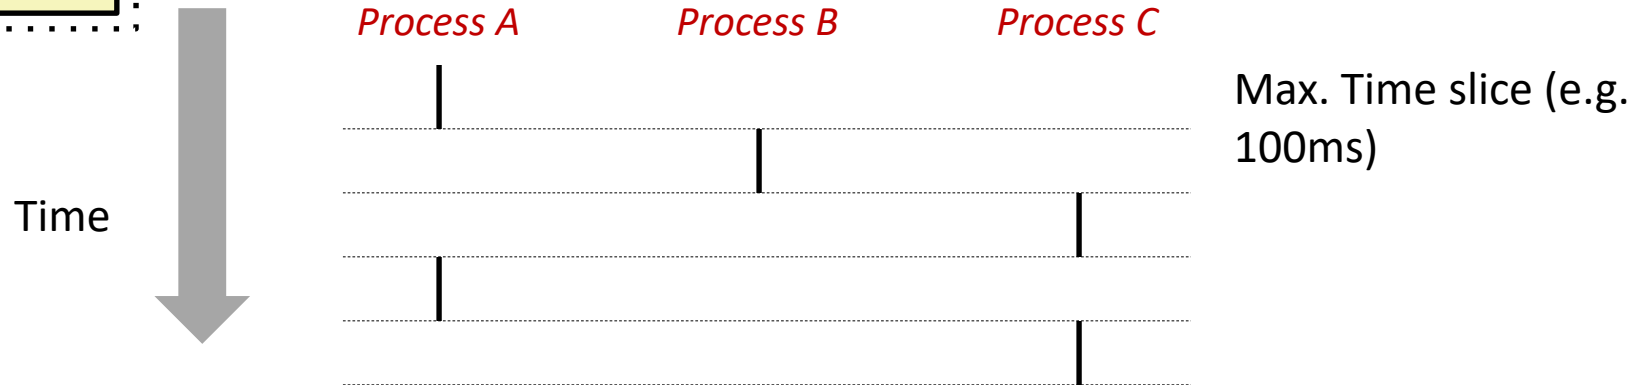 Process A
Process B
Process C
Max. Time slice (e.g.
100ms)
Time